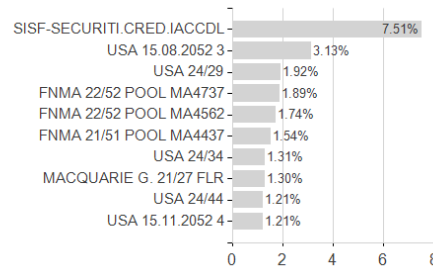 SISF-SECURITI.CRED.IACCDL 7.51%
USA 15.08.2052 3 3.13%
USA 24/29 1.92%
FNMA 22/52 POOL MA4737 1.89%
FNMA 22/52 POOL MA4562 1.74%
FNMA 21/51 POOL MA4437 1.54%
USA 24/34 1.31%
MACQUARIE G. 21/27 FLR 1.30%
USA 24/44 1.21%
USA 15.11.2052 4 1.21%
0 2 4 6 8